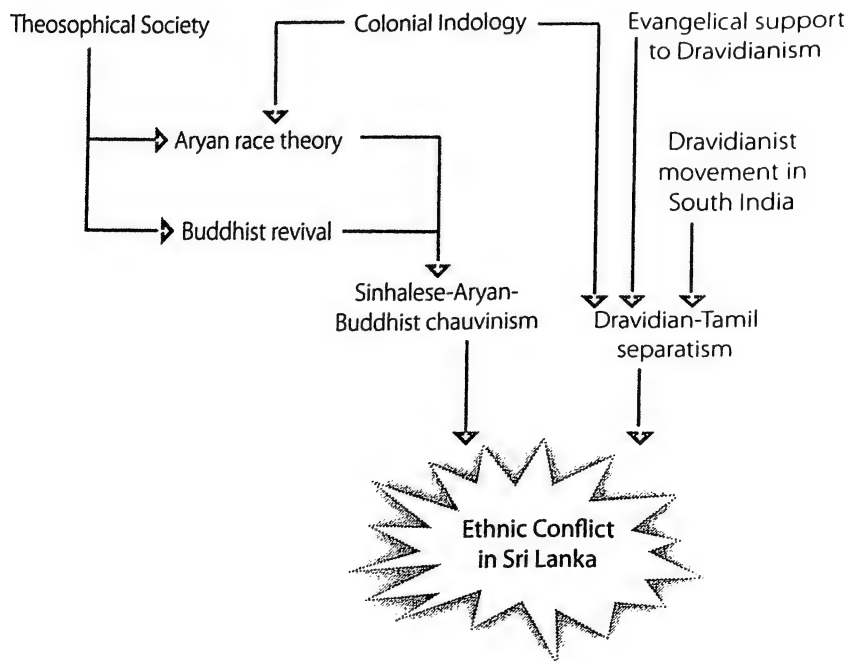 Theosophical Society
Colonial Indology
Evangelical support
to Dravidianism
Aryan race theory
Dravidianist
movement in
South India
Buddhist revival
Sinhalese-Aryan-
Buddhist chauvinism
Dravidian-Tamil
separatism
Ethnic Conflict
in Sri Lanka